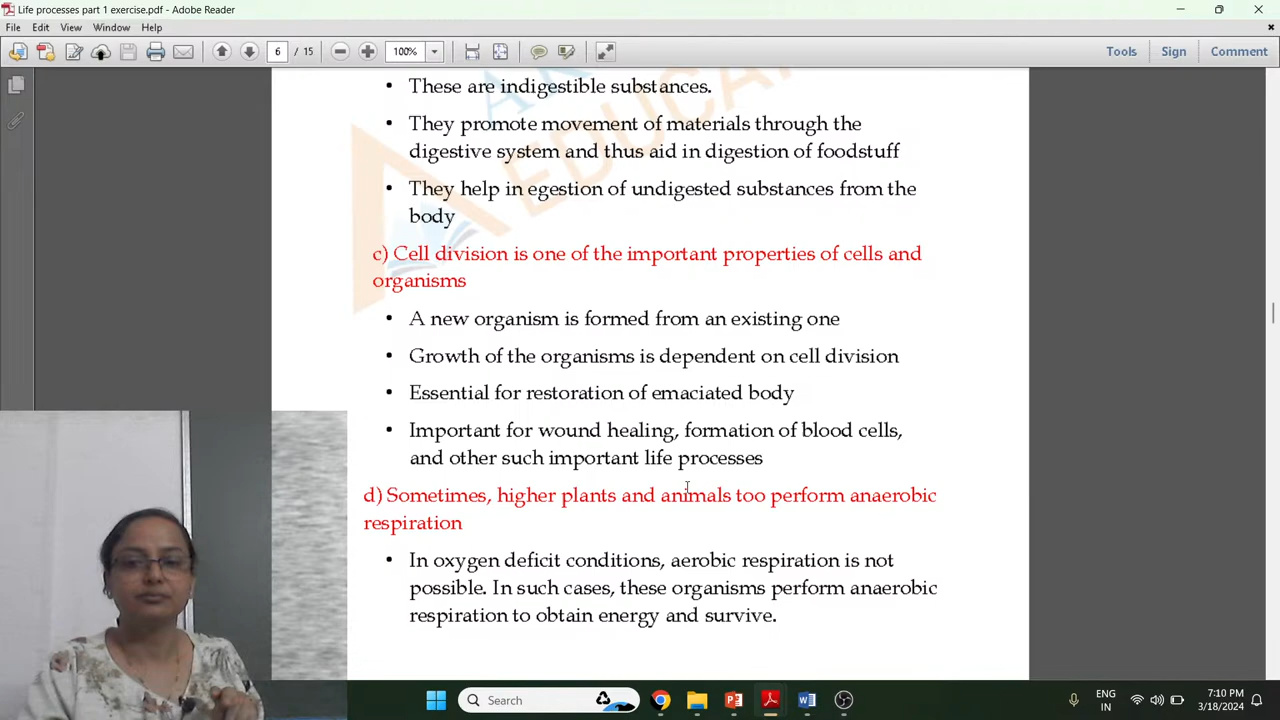 Life processes part 1 exercise.pdf - Adobe Reader
File Edit View Window Help
6 / 15 100% Tools Sign Comment
These are indigestible substances.
They promote movement of materials through the
digestive system and thus aid in digestion of foodstuff
They help in egestion of undigested substances from the
body
c) Cell division is one of the important properties of cells and
organisms
A new organism is formed from an existing one
Growth of the organisms is dependent on cell division
Essential for restoration of emaciated body
Important for wound healing, formation of blood cells,
and other such important life processes
d) Sometimes, higher plants and animals too perform anaerobic
respiration
In oxygen deficit conditions, aerobic respiration is not
possible. In such cases, these organisms perform anaerobic
respiration to obtain energy and survive.
Search
ENG
IN
7:10 PM
3/18/2024